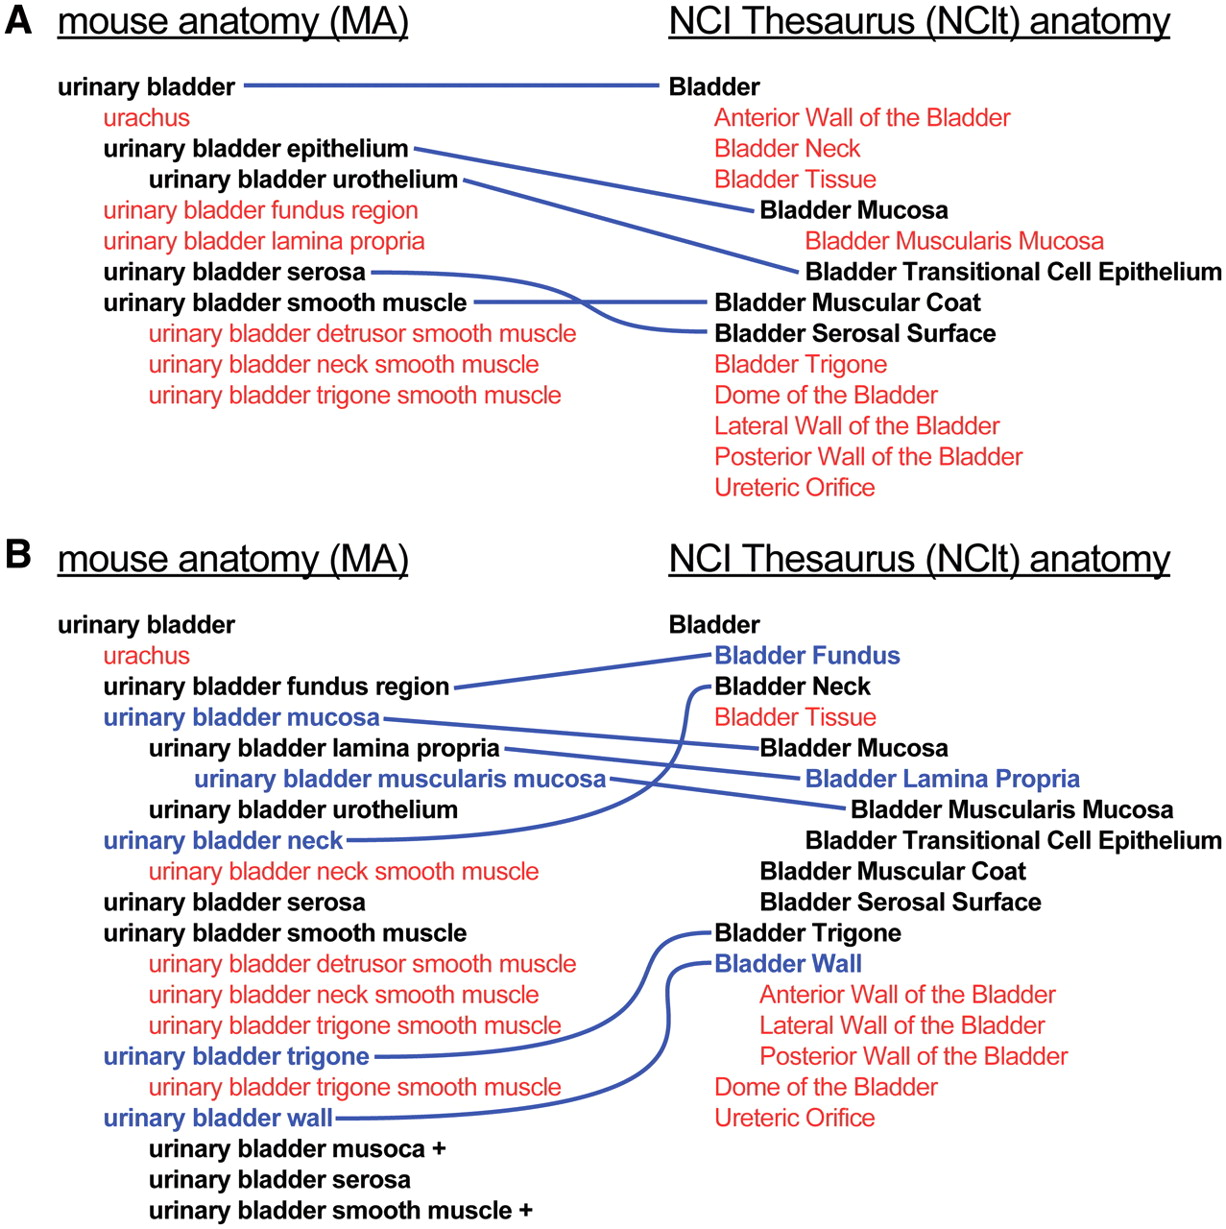 A mouse anatomy (MA) NCI Thesaurus (NCIt) anatomy
urinary bladder Bladder
urachus Anterior Wall of the Bladder
urinary bladder epithelium Bladder Neck
urinary bladder urothelium Bladder Tissue
urinary bladder fundus region Bladder Mucosa
urinary bladder lamina propria Bladder Muscularis Mucosa
urinary bladder serosa Bladder Transitional Cell Epithelium
urinary bladder smooth muscle Bladder Muscular Coat
urinary bladder detrusor smooth muscle Bladder Serosal Surface
urinary bladder neck smooth muscle Bladder Trigone
urinary bladder trigone smooth muscle Dome of the Bladder
Lateral Wall of the Bladder
Posterior Wall of the Bladder
Ureteric Orifice
B mouse anatomy (MA) NCI Thesaurus (NCIt) anatomy
urinary bladder Bladder
urachus Bladder Fundus
urinary bladder fundus region Bladder Neck
urinary bladder mucosa Bladder Tissue
urinary bladder lamina propria Bladder Mucosa
urinary bladder muscularis mucosa Bladder Lamina Propria
urinary bladder urothelium Bladder Muscularis Mucosa
urinary bladder neck Bladder Transitional Cell Epithelium
urinary bladder neck smooth muscle Bladder Muscular Coat
urinary bladder serosa Bladder Serosal Surface
urinary bladder smooth muscle Bladder Trigone
urinary bladder detrusor smooth muscle Bladder Wall
urinary bladder neck smooth muscle Anterior Wall of the Bladder
urinary bladder trigone smooth muscle Lateral Wall of the Bladder
urinary bladder trigone Posterior Wall of the Bladder
urinary bladder trigone smooth muscle Dome of the Bladder
urinary bladder wall Ureteric Orifice
urinary bladder musoca +
urinary bladder serosa
urinary bladder smooth muscle +